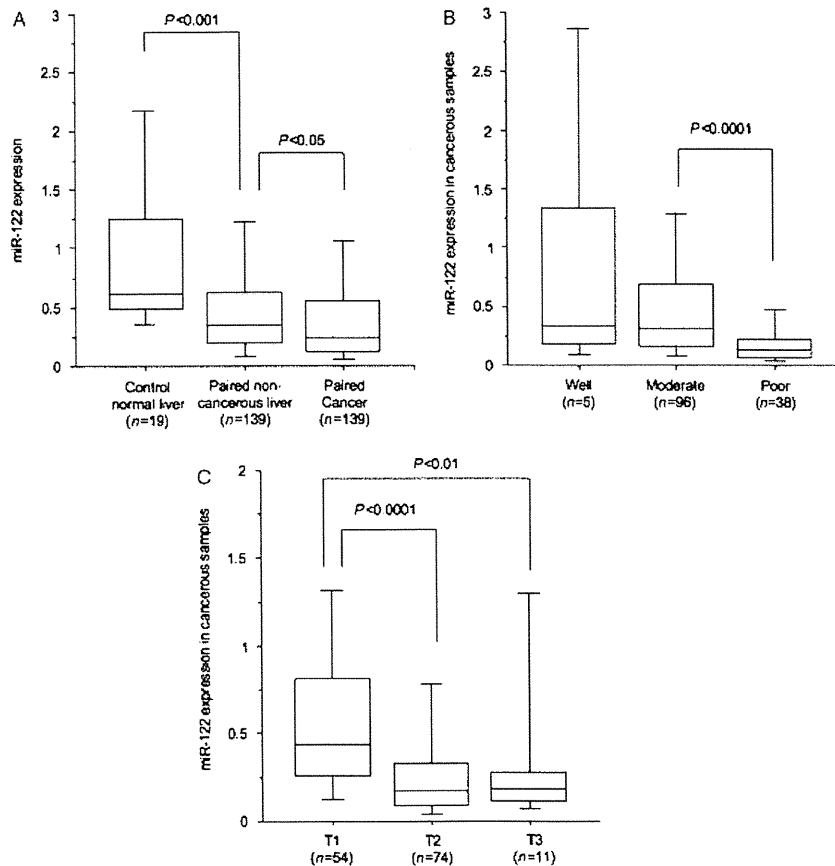 A
P<0.001
P<0.05
3
2.5
2
1.5
1
0.5
0
miR-122 expression
Control
normal liver
(n=19)
Paired non-
cancerous liver
(n=139)
Paired
Cancer
(n=139)
B
P<0.0001
3
2.5
2
1.5
1
0.5
0
miR-122 expression in cancerous samples
Well
(n=5)
Moderate
(n=96)
Poor
(n=38)
C
P<0.01
P<0 0001
2
1.5
1
0.5
0
miR-122 expression in cancerous samples
T1
(n=54)
T2
(n=74)
T3
(n=11)